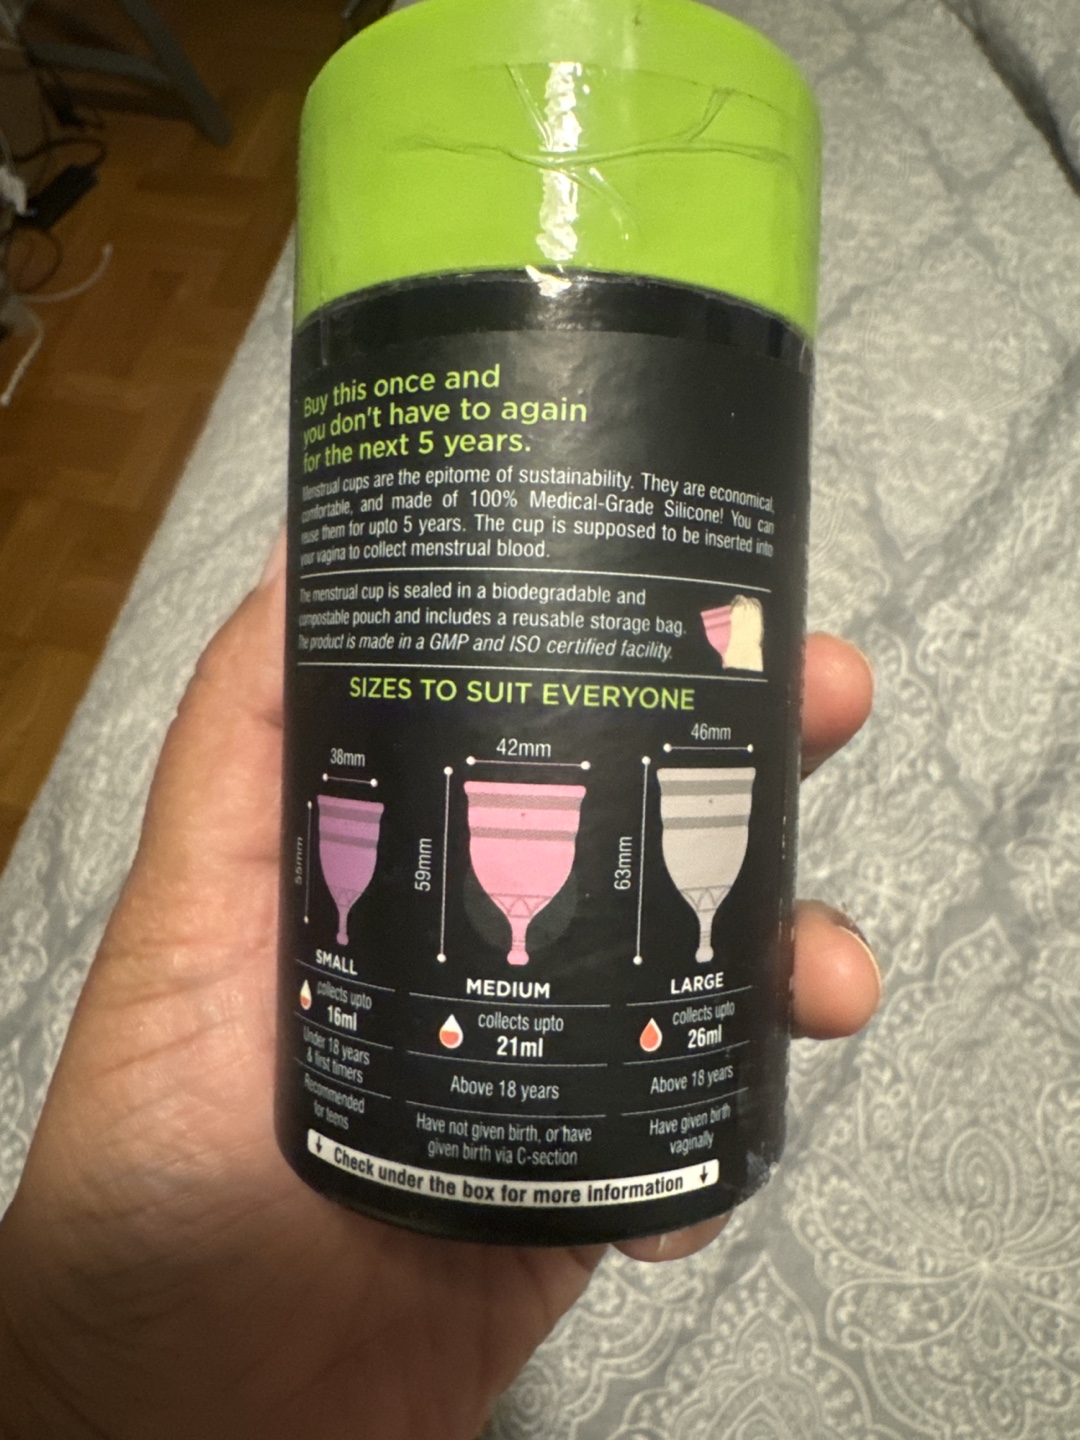 Buy this once and
you don't have to again
for the next 5 years.
Menstrual cups are the epitome of sustainability. They are economical,
comfortable, and made of 100% Medical-Grade Silicone! You can
reuse them for upto 5 years. The cup is supposed to be inserted into
your vagina to collect menstrual blood.
The menstrual cup is sealed in a biodegradable and
compostable pouch and includes a reusable storage bag.
The product is made in a GMP and ISO certified facility.
SIZES TO SUIT EVERYONE
38mm
55mm
SMALL
collects upto
16ml
Under 18 years
& first timers
Recommended
for teens
42mm
59mm
MEDIUM
collects upto
21ml
Above 18 years
Have not given birth, or have
given birth via C-section
46mm
63mm
LARGE
collects upto
26ml
Above 18 years
Have given birth
vaginally
Check under the box for more information